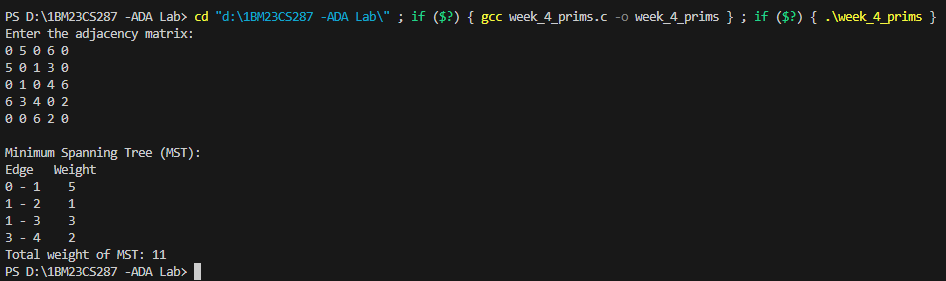 PS D:\1BM23CS287 -ADA Lab> cd "d:\1BM23CS287 -ADA Lab\" ; if ($?) { gcc week_4_prims.c -o week_4_prims } ; if ($?) { .\week_4_prims }
Enter the adjacency matrix:
0 5 0 6 0
5 0 1 3 0
0 1 0 4 6
6 3 4 0 2
0 0 6 2 0

Minimum Spanning Tree (MST):
Edge   Weight
0 - 1    5
1 - 2    1
1 - 3    3
3 - 4    2
Total weight of MST: 11
PS D:\1BM23CS287 -ADA Lab>